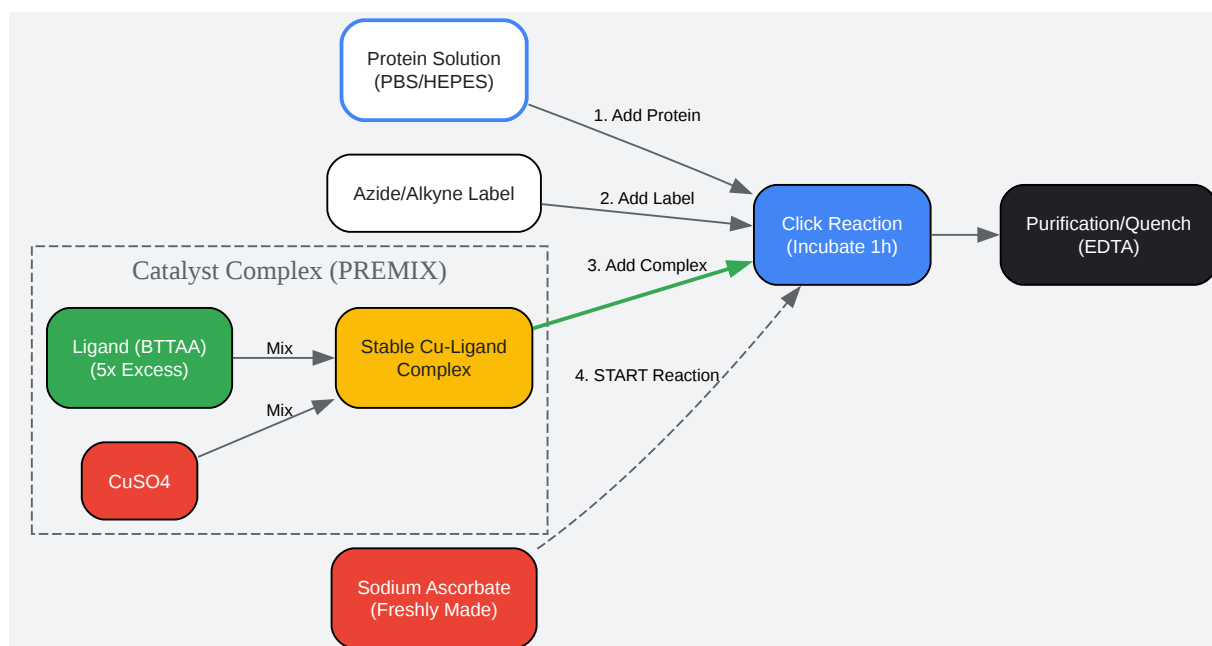 Protein Solution
(PBS/HEPES)
1. Add Protein
Azide/Alkyne Label
2. Add Label
Click Reaction
(Incubate 1h)
Purification/Quench
(EDTA)
Catalyst Complex (PREMIX)
3. Add Complex
Ligand (BTTAA)
(5x Excess)
Mix
Stable Cu-Ligand
Complex
4. START Reaction
Mix
CuSO4
Sodium Ascorbate
(Freshly Made)